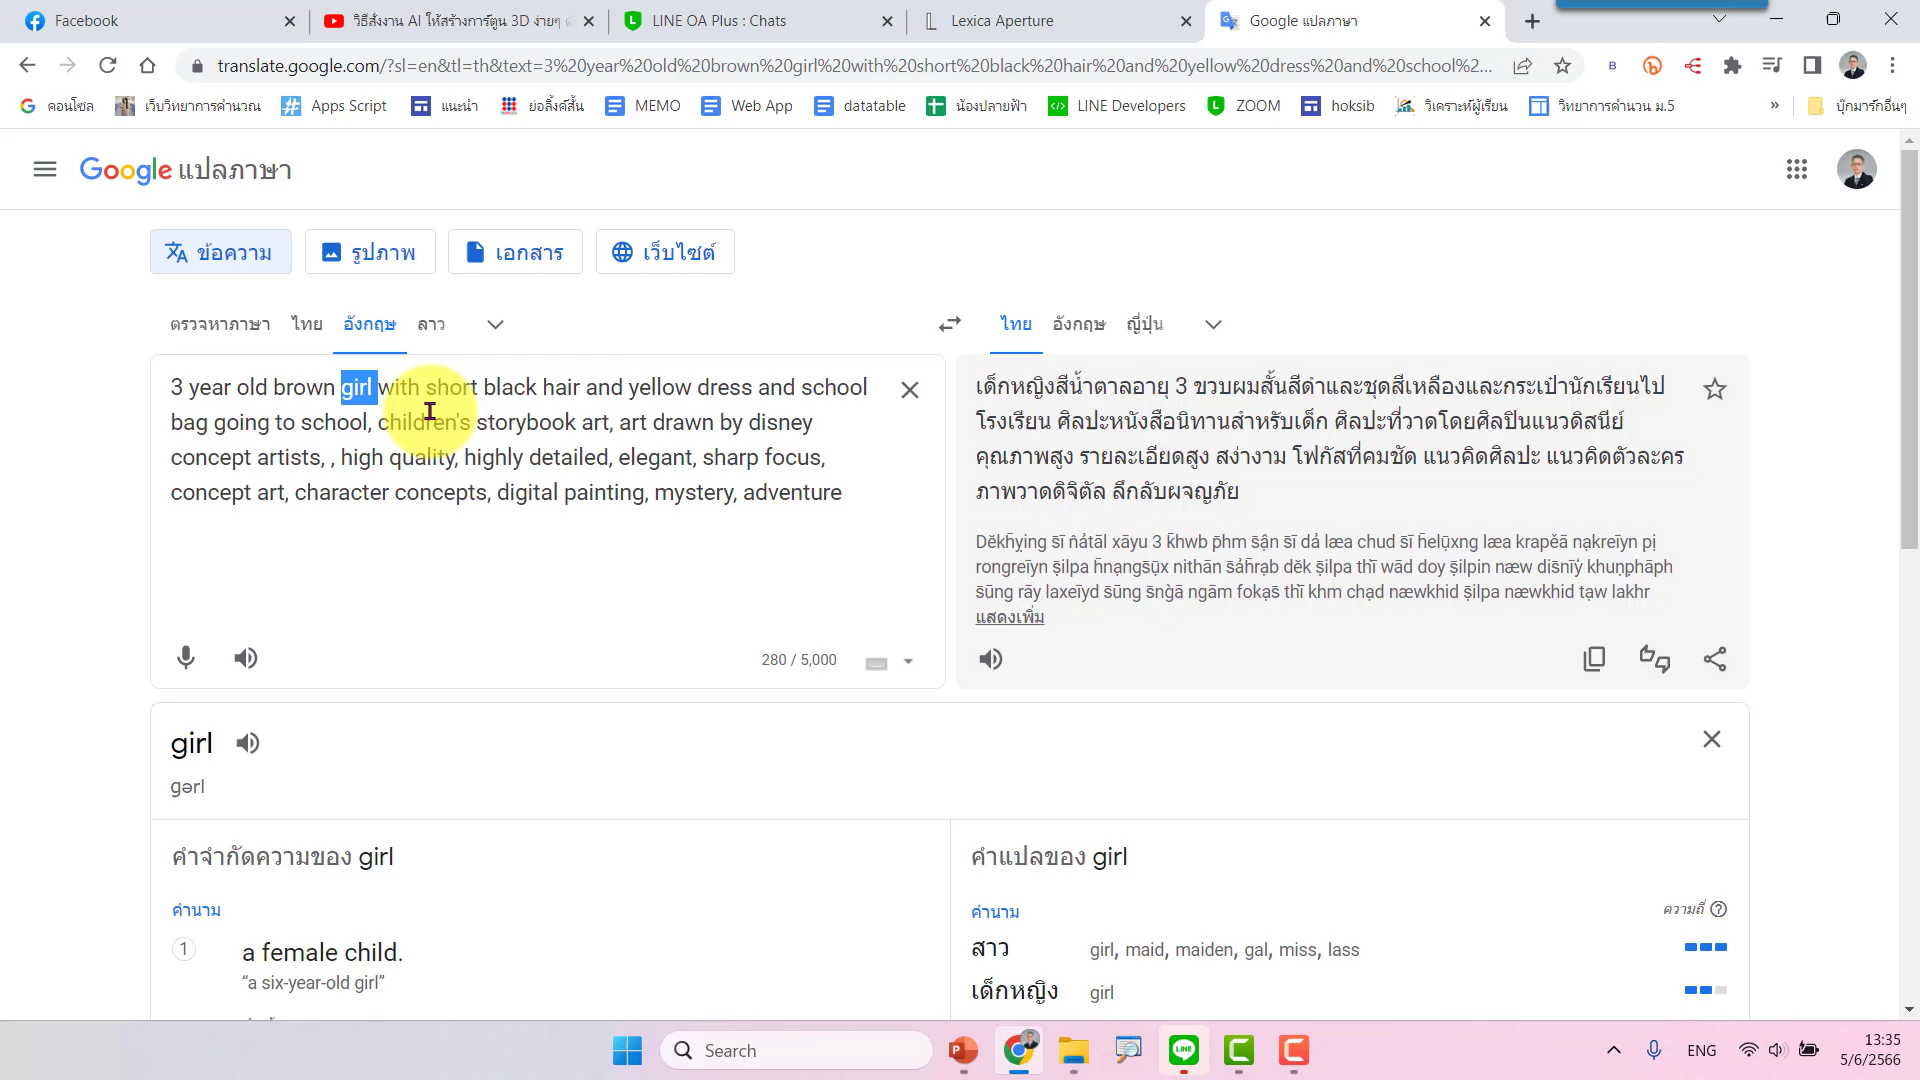 Facebook
วิธีสั่งงาน AI ให้สร้างการ์ตูน 3D ง่ายๆ
LINE OA Plus : Chats
Lexica Aperture
Google แปลภาษา
translate.google.com/?sl=en&tl=th&text=3%20year%20old%20brown%20girl%20with%20short%20black%20hair%20and%20yellow%20dress%20and%20school%2...
คอนโซล
เว็บวิทยาการคำนวณ
Apps Script
แนะนำ
ย่อลิ้งค์สั้น
MEMO
Web App
datatable
น้องปลายฟ้า
LINE Developers
ZOOM
hoksib
วิเคราะห์ผู้เรียน
วิทยาการคำนวน ม.5
»
บุ๊กมาร์กอื่นๆ
Google แปลภาษา
ข้อความ
รูปภาพ
เอกสาร
เว็บไซต์
ตรวจหาภาษา ไทย อังกฤษ ลาว
ไทย อังกฤษ ญี่ปุ่น
3 year old brown girl with short black hair and yellow dress and school
bag going to school, children's storybook art, art drawn by disney
concept artists, , high quality, highly detailed, elegant, sharp focus,
concept art, character concepts, digital painting, mystery, adventure
280 / 5,000
เด็กหญิงสีน้ำตาลอายุ 3 ขวบผมสั้นสีดำและชุดสีเหลืองและกระเป๋านักเรียนไป
โรงเรียน ศิลปะหนังสือนิทานสำหรับเด็ก ศิลปะที่วาดโดยศิลปินแนวดิสนีย์
คุณภาพสูง รายละเอียดสูง สง่างาม โฟกัสที่คมชัด แนวคิดศิลปะ แนวคิดตัวละคร
ภาพวาดดิจิตัล ลึกลับผจญภัย
Dĕkh̄ỵing s̄ī n̂ảtāl xāyu 3 k̄hwb p̄hm s̄ận s̄ī dả læa chud s̄ī h̄elụ̄xng læa krapĕā nạkreīyn pị
rongreīyn ṣ̄ilpa h̄nạngs̄ụ̄x nithān s̄ảh̄rạb dĕk ṣ̄ilpa thī̀ wād doy ṣ̄ilpin næw dis̄nīỵ̒ khuṇp̣hāph
s̄ūng rāy laxeīyd s̄ūng s̄ng̀ā ngām fokạs̄ thī̀ khm chạd næwkhid ṣ̄ilpa næwkhid tạw lakhr
แสดงเพิ่ม
girl
gərl
คำจำกัดความของ girl
คำนาม
1
a female child.
“a six-year-old girl”
คำแปลของ girl
คำนาม
ความถี่
สาว
girl, maid, maiden, gal, miss, lass
เด็กหญิง
girl
Search
ENG
13:35
5/6/2566